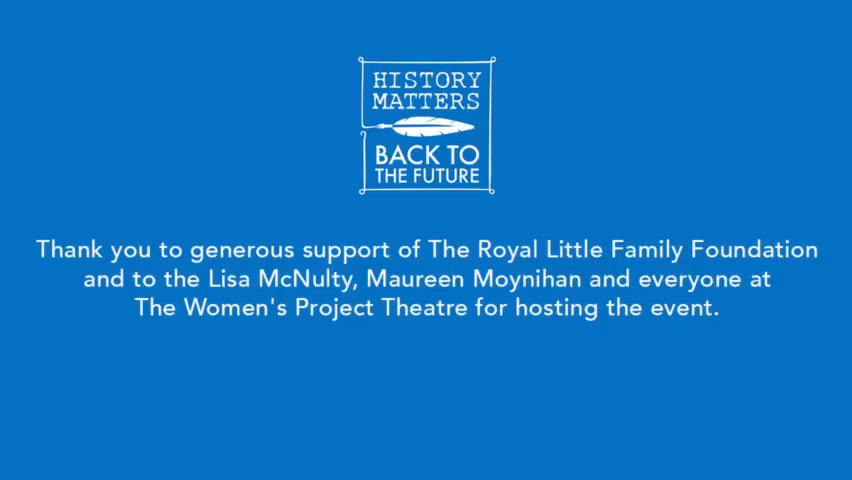 HISTORY
MATTERS
BACK TO
THE FUTURE
Thank you to generous support of The Royal Little Family Foundation
and to the Lisa McNulty, Maureen Moynihan and everyone at
The Women's Project Theatre for hosting the event.